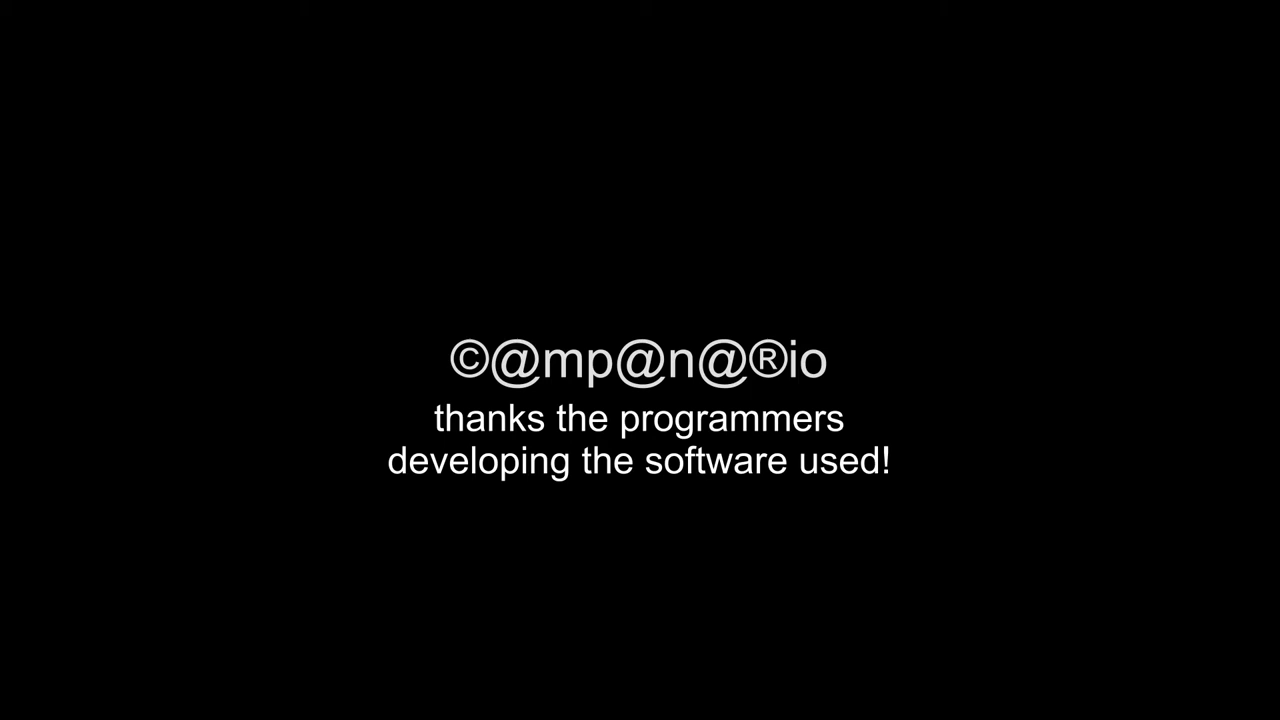 ©@mp@n@®io
thanks the programmers
developing the software used!